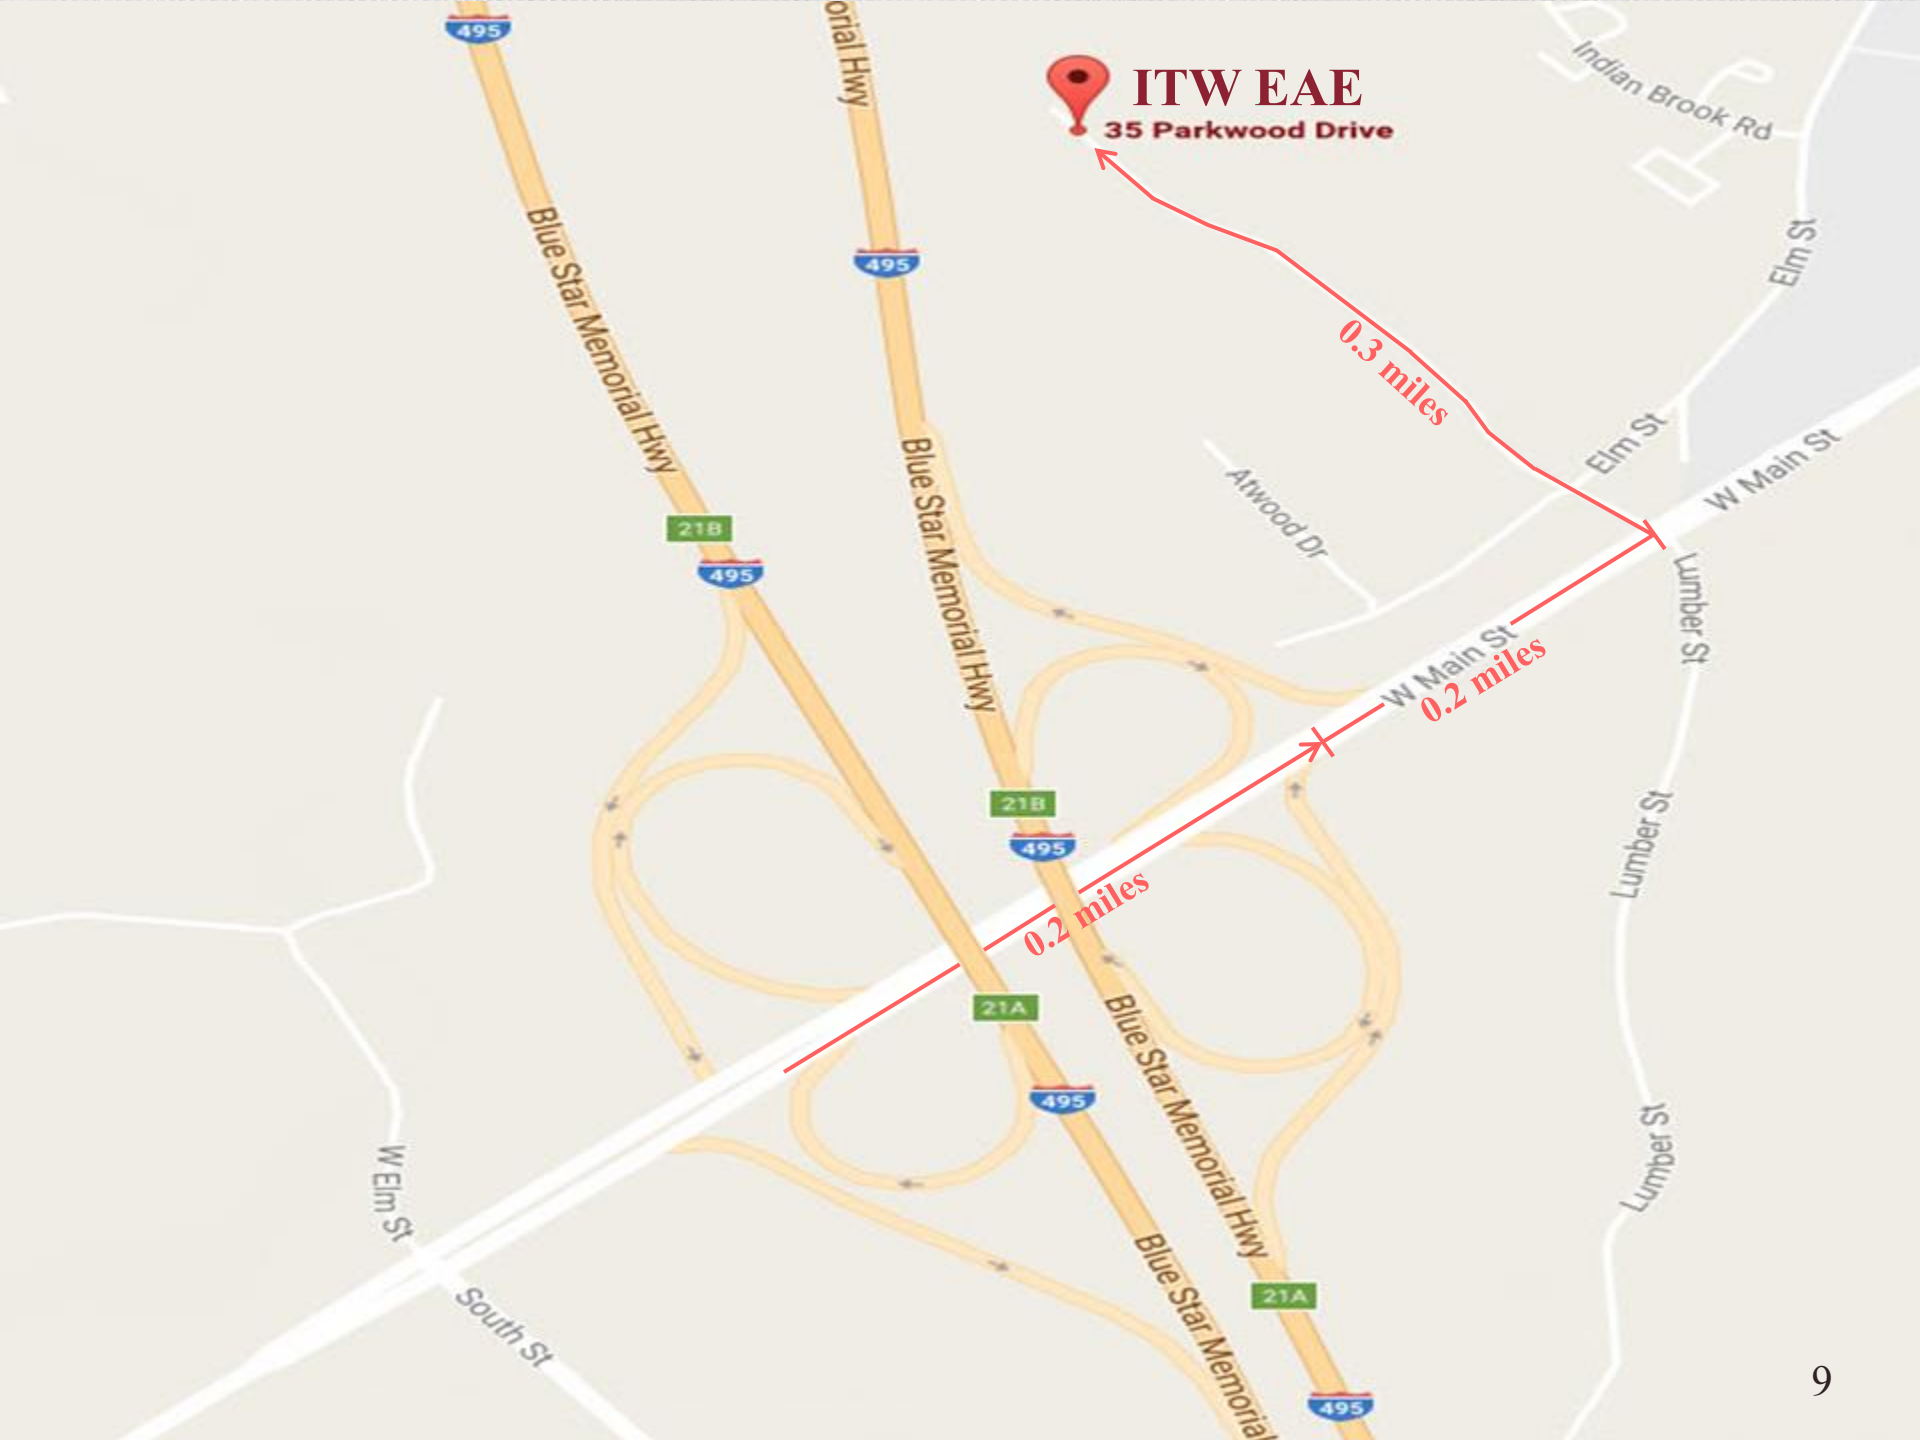 495
orial Hwy
ITW EAE
35 Parkwood Drive
Indian Brook Rd
Elm St
495
Blue Star Memorial Hwy
0.3 miles
Elm St
W Main St
Blue Star Memorial Hwy
Atwood Dr
21B
495
Lumber St
W Main St
0.2 miles
21B
495
Lumber St
0.2 miles
21A
495
Blue Star Memorial Hwy
W Elm St
Lumber St
Blue Star Memorial
South St
21A
495
9